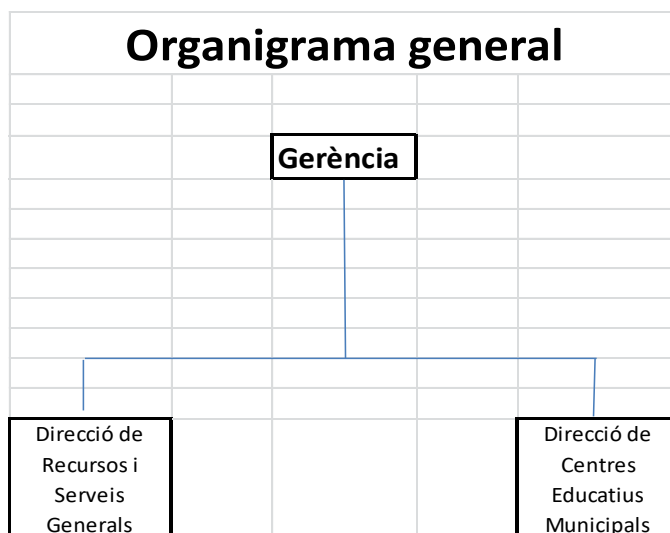 Organigrama general
Gerència
Direcció de
Recursos i
Serveis
Generals
Direcció de
Centres
Educatius
Municipals